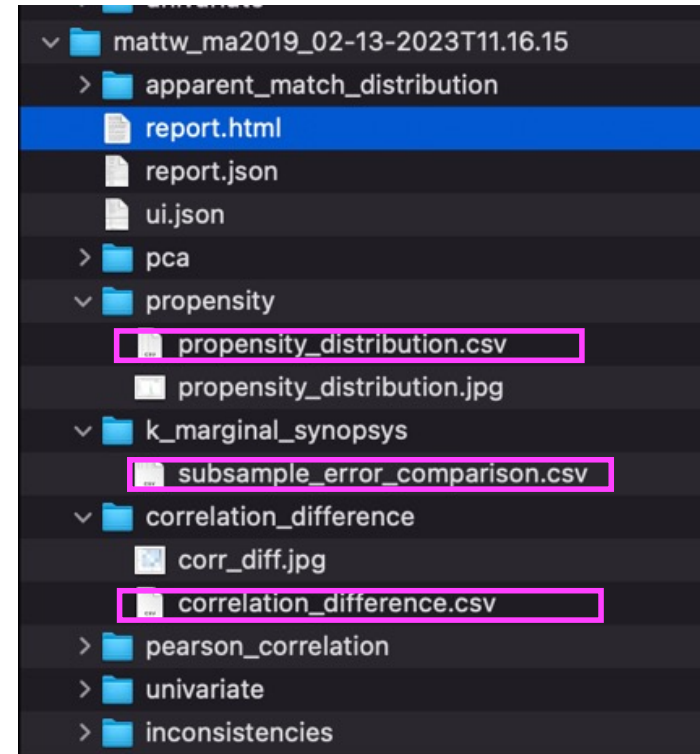 univariate
mattw_ma2019_02-13-2023T11.16.15
apparent_match_distribution
report.html
report.json
ui.json
pca
propensity
propensity_distribution.csv
propensity_distribution.jpg
k_marginal_synopsys
subsample_error_comparison.csv
correlation_difference
corr_diff.jpg
correlation_difference.csv
pearson_correlation
univariate
inconsistencies